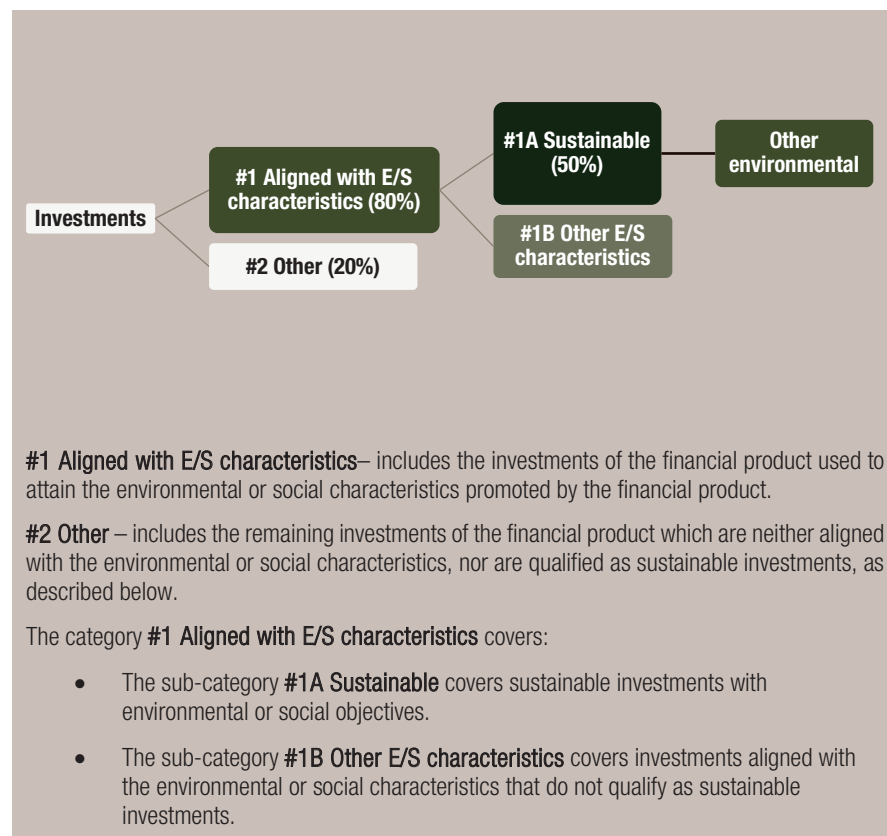 Investments
#1 Aligned with E/S
characteristics (80%)
#2 Other (20%)
#1A Sustainable
(50%)
#1B Other E/S
characteristics
Other
environmental
#1 Aligned with E/S characteristics– includes the investments of the financial product used to
attain the environmental or social characteristics promoted by the financial product.
#2 Other – includes the remaining investments of the financial product which are neither aligned
with the environmental or social characteristics, nor are qualified as sustainable investments, as
described below.
The category #1 Aligned with E/S characteristics covers:
• The sub-category #1A Sustainable covers sustainable investments with
environmental or social objectives.
• The sub-category #1B Other E/S characteristics covers investments aligned with
the environmental or social characteristics that do not qualify as sustainable
investments.